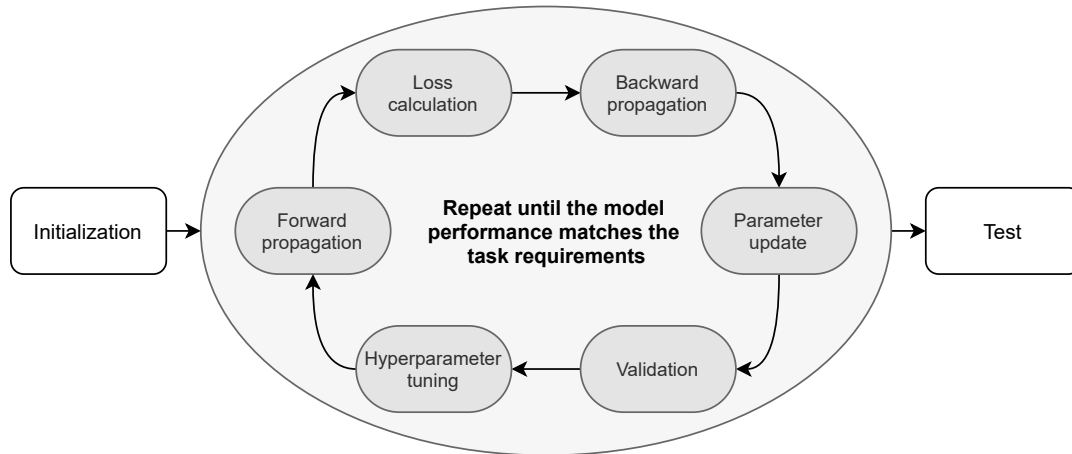 Initialization
Forward
propagation
Loss
calculation
Backward
propagation
Parameter
update
Validation
Hyperparameter
tuning
Repeat until the model
performance matches the
task requirements
Test